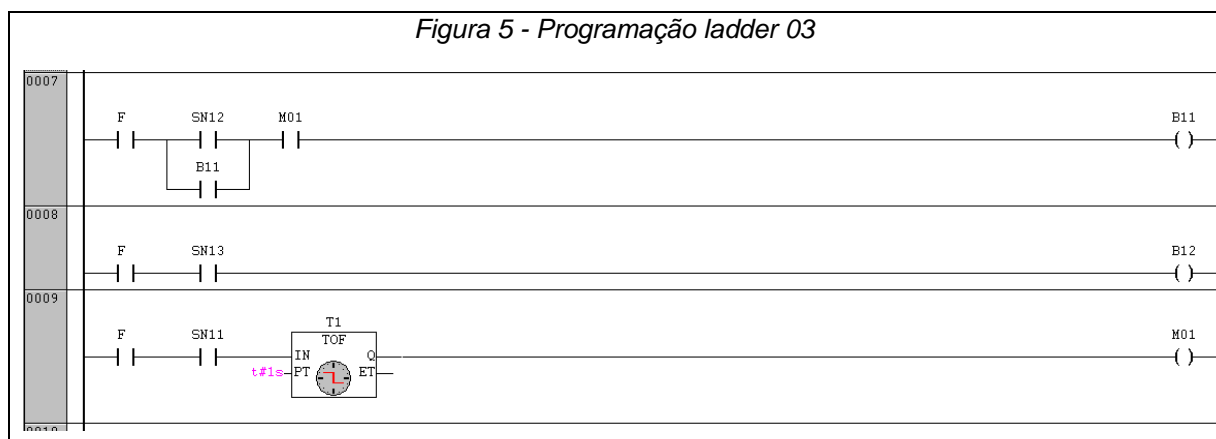 Figura 5 - Programação ladder 03
0007
F SN12 M01 B11
B11
0008
F SN13 B12
0009
F SN11 T1 M01
TOF
IN Q
t#1s PT ET
0010